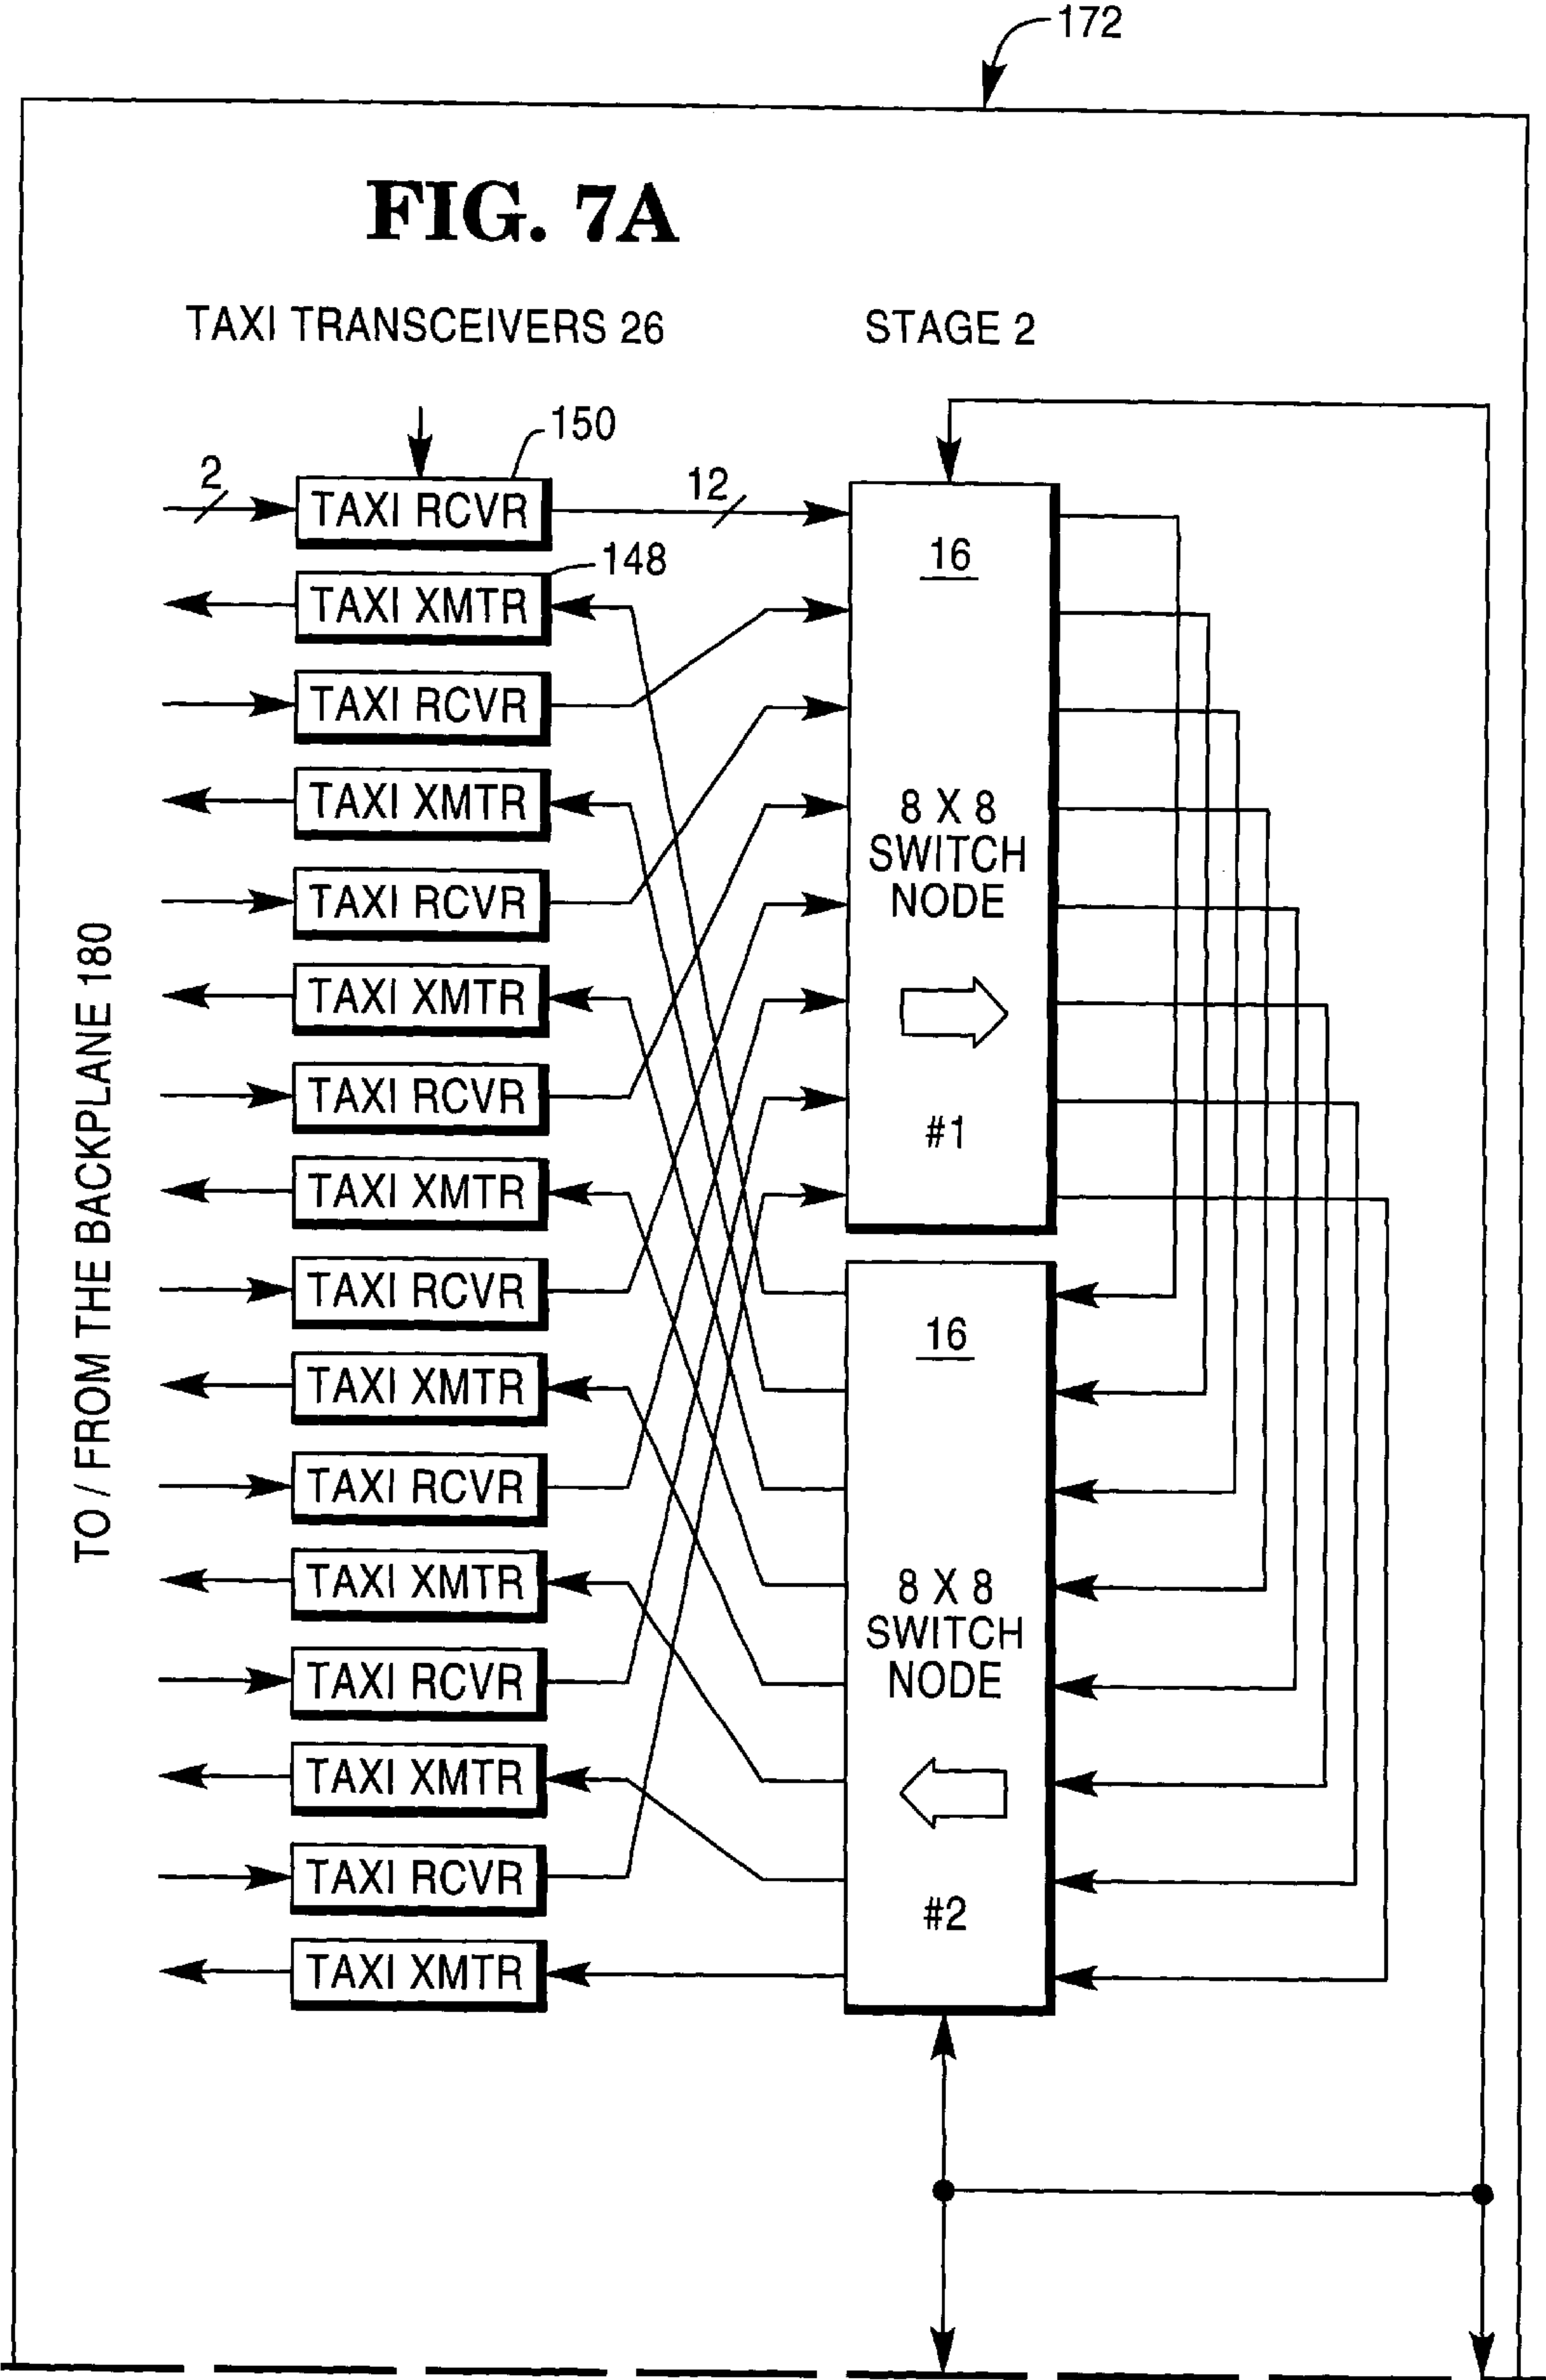 172
FIG. 7A
TAXI TRANSCEIVERS 26
STAGE 2
150
2
TAXI RCVR
12
148
TAXI XMTR
TAXI RCVR
TAXI XMTR
TAXI RCVR
TAXI XMTR
TAXI RCVR
TAXI XMTR
TAXI RCVR
TAXI XMTR
TAXI RCVR
TAXI XMTR
TAXI RCVR
TAXI XMTR
TAXI RCVR
TAXI XMTR
TO / FROM THE BACKPLANE 180
16
8 X 8
SWITCH
NODE
#1
16
8 X 8
SWITCH
NODE
#2